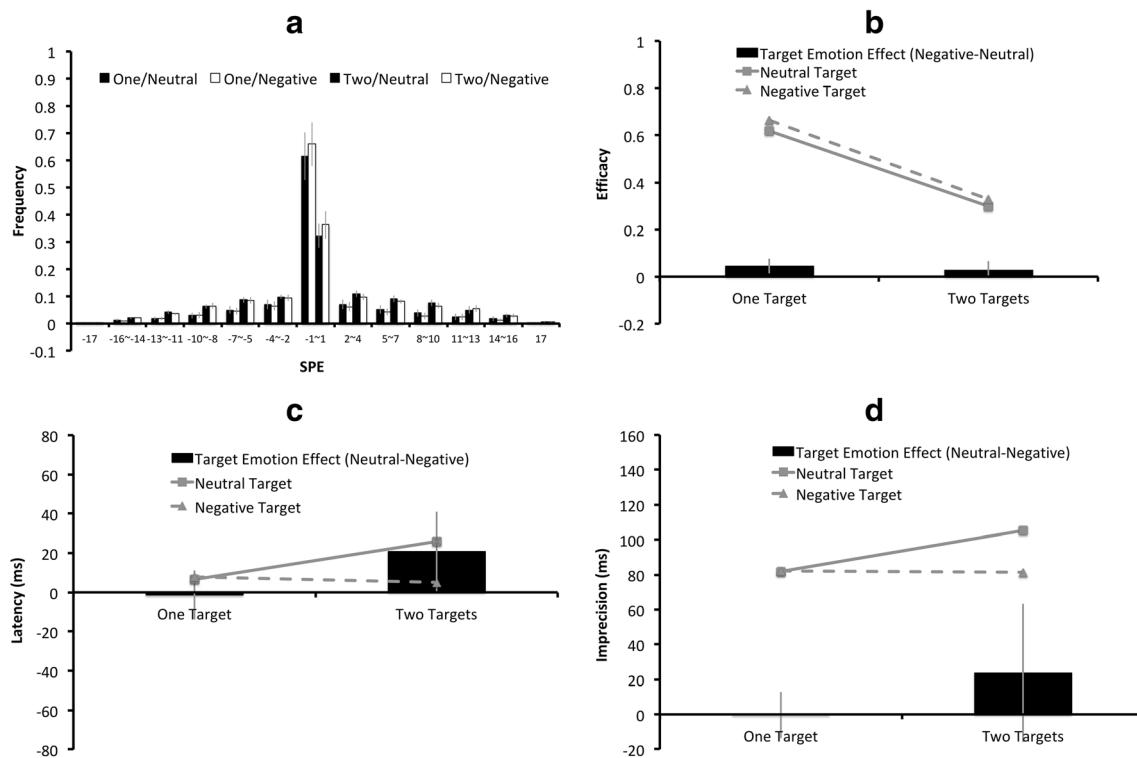 a
1
0.9
0.8
0.7
0.6
0.5
0.4
0.3
0.2
0.1
0
-0.1
Frequency
One/Neutral One/Negative Two/Neutral Two/Negative
-17 -16~-14 -13~-11 -10~-8 -7~-5 -4~-2 -1~1 2~4 5~7 8~10 11~13 14~16 17
SPE
b
1
0.8
0.6
0.4
0.2
0
-0.2
Efficacy
Target Emotion Effect (Negative-Neutral)
Neutral Target
Negative Target
One Target Two Targets
c
80
60
40
20
0
-20
-40
-60
-80
Latency (ms)
Target Emotion Effect (Neutral-Negative)
Neutral Target
Negative Target
One Target Two Targets
d
160
140
120
100
80
60
40
20
0
-20
Imprecision (ms)
Target Emotion Effect (Neutral-Negative)
Neutral Target
Negative Target
One Target Two Targets